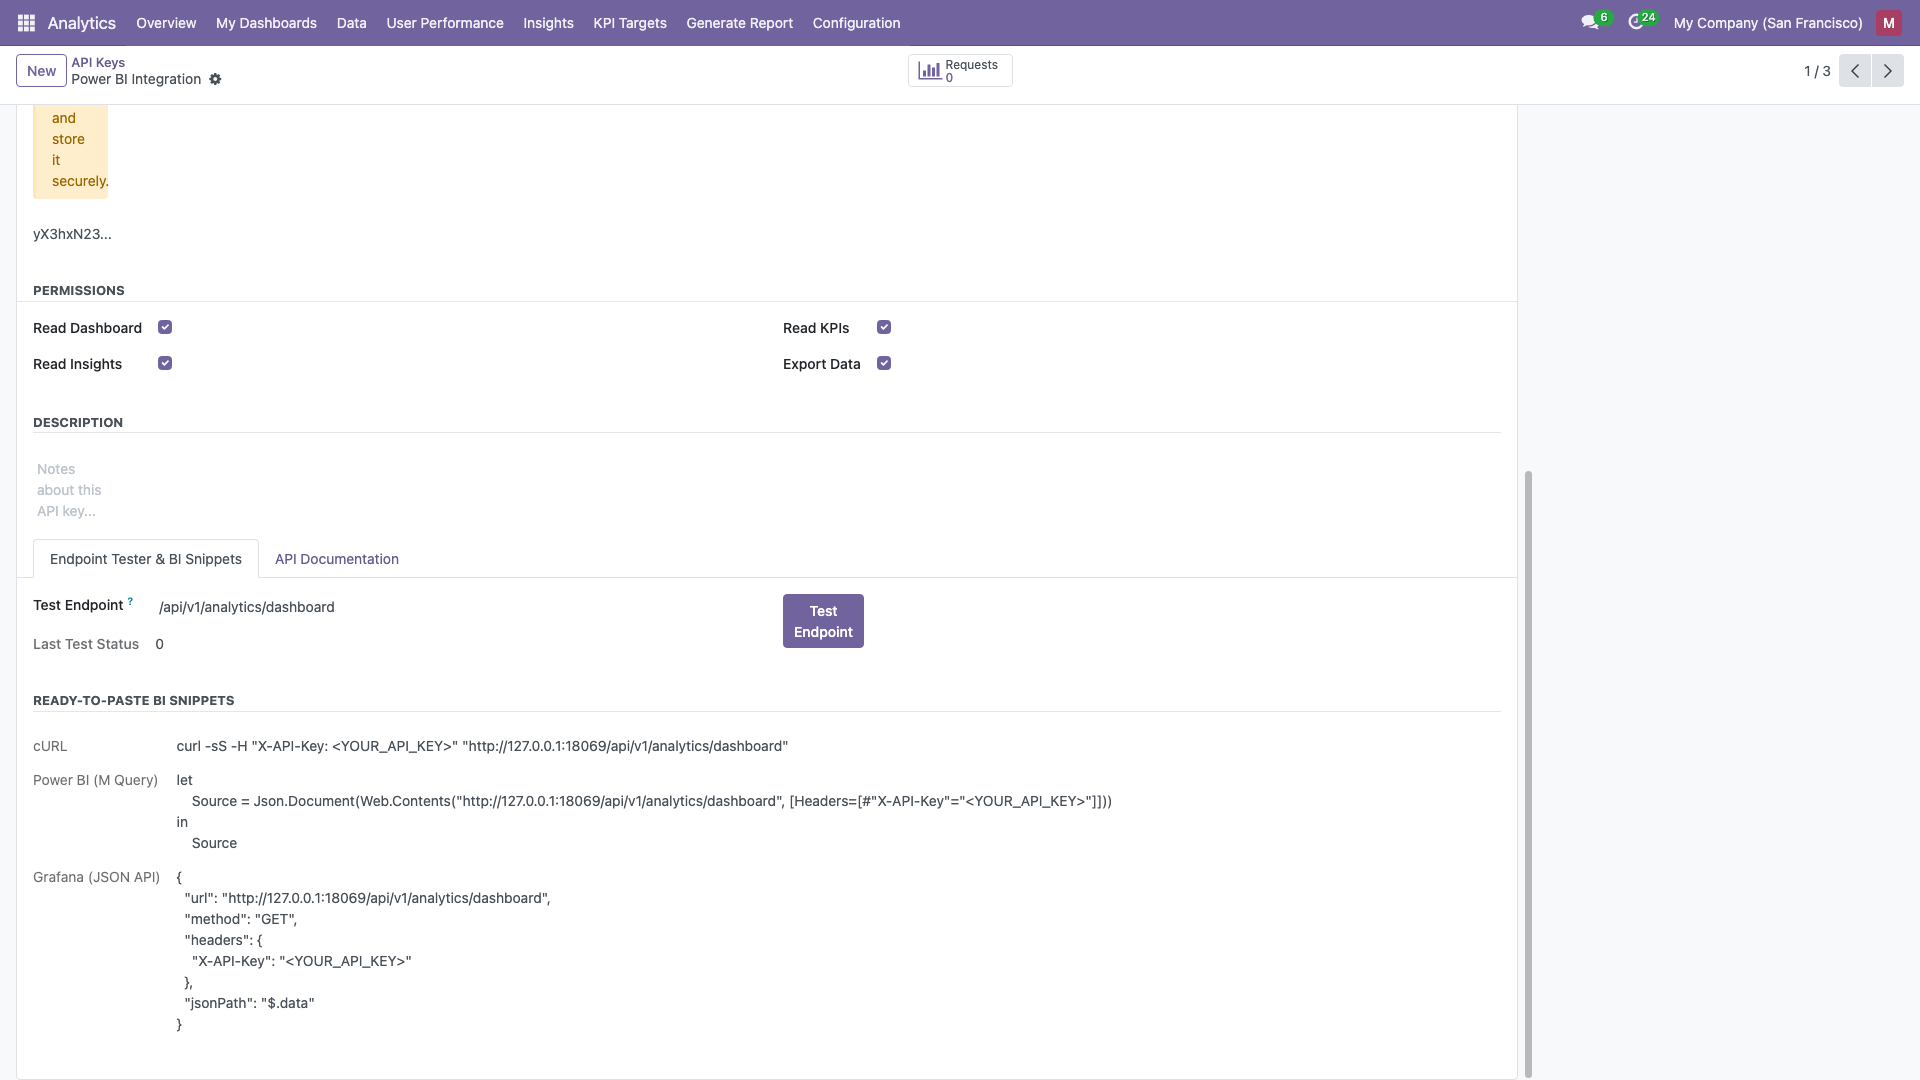 Analytics Overview My Dashboards Data User Performance Insights KPI Targets Generate Report Configuration 6 24 My Company (San Francisco) M
New API Keys
Power BI Integration
Requests
0
1 / 3
and
store
it
securely.
yX3hxN23...
PERMISSIONS
Read Dashboard Read KPIs
Read Insights Export Data
DESCRIPTION
Notes
about this
API key...
Endpoint Tester & BI Snippets API Documentation
Test Endpoint ? /api/v1/analytics/dashboard
Test
Endpoint
Last Test Status 0
READY-TO-PASTE BI SNIPPETS
cURL curl -sS -H "X-API-Key: <YOUR_API_KEY>" "http://127.0.0.1:18069/api/v1/analytics/dashboard"
Power BI (M Query) let
Source = Json.Document(Web.Contents("http://127.0.0.1:18069/api/v1/analytics/dashboard", [Headers=[#"X-API-Key"="<YOUR_API_KEY>"]]))
in
Source
Grafana (JSON API) {
"url": "http://127.0.0.1:18069/api/v1/analytics/dashboard",
"method": "GET",
"headers": {
"X-API-Key": "<YOUR_API_KEY>"
},
"jsonPath": "$.data"
}